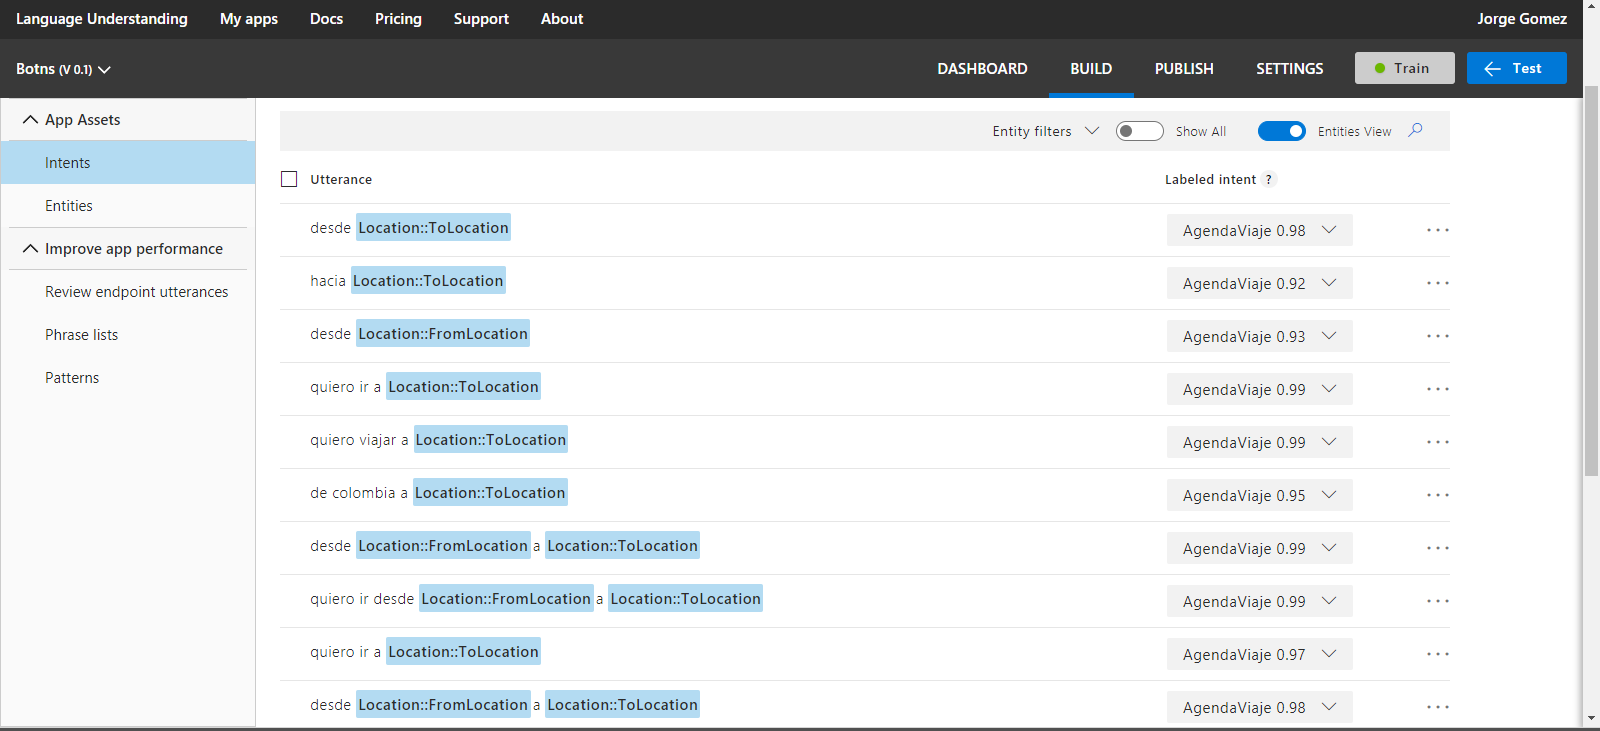 Language Understanding My apps Docs Pricing Support About Jorge Gomez
Botns (V 0.1) DASHBOARD BUILD PUBLISH SETTINGS Train Test
App Assets
Intents
Entities
Improve app performance
Review endpoint utterances
Phrase lists
Patterns
Entity filters Show All Entities View
Utterance Labeled intent ?
desde Location::ToLocation AgendaViaje 0.98 ...
hacia Location::ToLocation AgendaViaje 0.92 ...
desde Location::FromLocation AgendaViaje 0.93 ...
quiero ir a Location::ToLocation AgendaViaje 0.99 ...
quiero viajar a Location::ToLocation AgendaViaje 0.99 ...
de colombia a Location::ToLocation AgendaViaje 0.95 ...
desde Location::FromLocation a Location::ToLocation AgendaViaje 0.99 ...
quiero ir desde Location::FromLocation a Location::ToLocation AgendaViaje 0.99 ...
quiero ir a Location::ToLocation AgendaViaje 0.97 ...
desde Location::FromLocation a Location::ToLocation AgendaViaje 0.98 ...